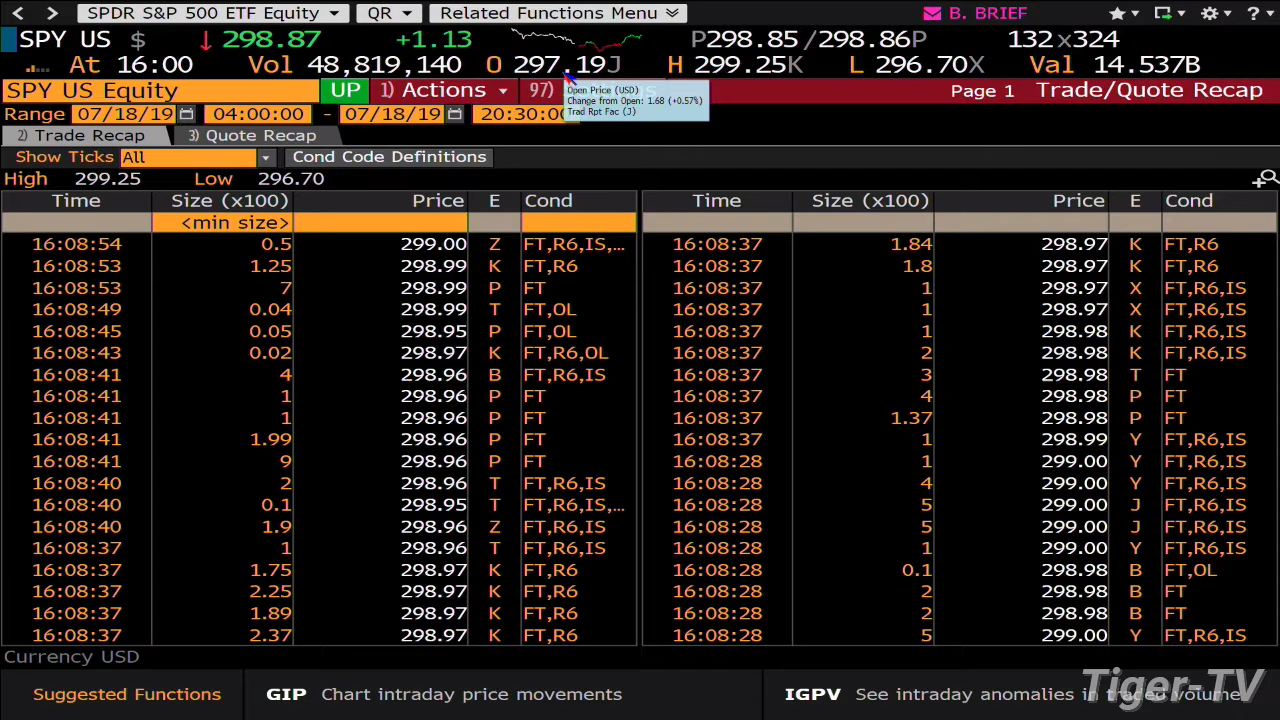 SPDR S&P 500 ETF Equity QR Related Functions Menu B. BRIEF
SPY US $ 298.87 +1.13 P298.85/298.86P 132x324
At 16:00 Vol 48,819,140 O 297.19J H 299.25K L 296.70X Val 14.537B
SPY US Equity UP 1) Actions 97) Page 1 Trade/Quote Recap
Open Price (USD)
Change from Open: 1.68 (+0.57%)
Trad Rpt Fac (J)
Range 07/18/19 04:00:00 - 07/18/19 20:30:00
2) Trade Recap 3) Quote Recap
Show Ticks All Cond Code Definitions
High 299.25 Low 296.70
Time Size (x100) Price E Cond Time Size (x100) Price E Cond
<min size>
16:08:54 0.5 299.00 Z FT,R6,IS,... 16:08:37 1.84 298.97 K FT,R6
16:08:53 1.25 298.99 K FT,R6 16:08:37 1.8 298.97 K FT,R6
16:08:53 7 298.99 P FT 16:08:37 1 298.97 X FT,R6,IS
16:08:49 0.04 298.99 T FT,OL 16:08:37 1 298.98 X FT,R6,IS
16:08:45 0.05 298.95 P FT,OL 16:08:37 1 298.98 K FT,R6,IS
16:08:43 0.02 298.97 K FT,R6,OL 16:08:37 2 298.98 K FT,R6,IS
16:08:41 4 298.96 B FT,R6,IS 16:08:37 3 298.98 T FT
16:08:41 1 298.96 P FT 16:08:37 4 298.98 P FT
16:08:41 1 298.96 P FT 16:08:37 1.37 298.98 P FT
16:08:41 1.99 298.96 P FT 16:08:37 1 298.99 Y FT,R6,IS
16:08:41 9 298.96 P FT 16:08:28 1 299.00 Y FT,R6,IS
16:08:40 2 298.96 T FT,R6,IS 16:08:28 4 299.00 Y FT,R6,IS
16:08:40 0.1 298.95 T FT,R6,IS,... 16:08:28 5 299.00 J FT,R6,IS
16:08:40 1.9 298.96 Z FT,R6,IS 16:08:28 5 299.00 J FT,R6,IS
16:08:37 1 298.96 T FT,R6,IS 16:08:28 1 299.00 Y FT,R6,IS
16:08:37 1.75 298.97 K FT,R6 16:08:28 0.1 298.98 B FT,OL
16:08:37 2.25 298.97 K FT,R6 16:08:28 2 298.98 B FT
16:08:37 1.89 298.97 K FT,R6 16:08:28 2 298.98 B FT
16:08:37 2.37 298.97 K FT,R6 16:08:28 5 299.00 Y FT,R6,IS
Currency USD
Suggested Functions GIP Chart intraday price movements IGPV See intraday anomalies in traded volume
Tiger-TV